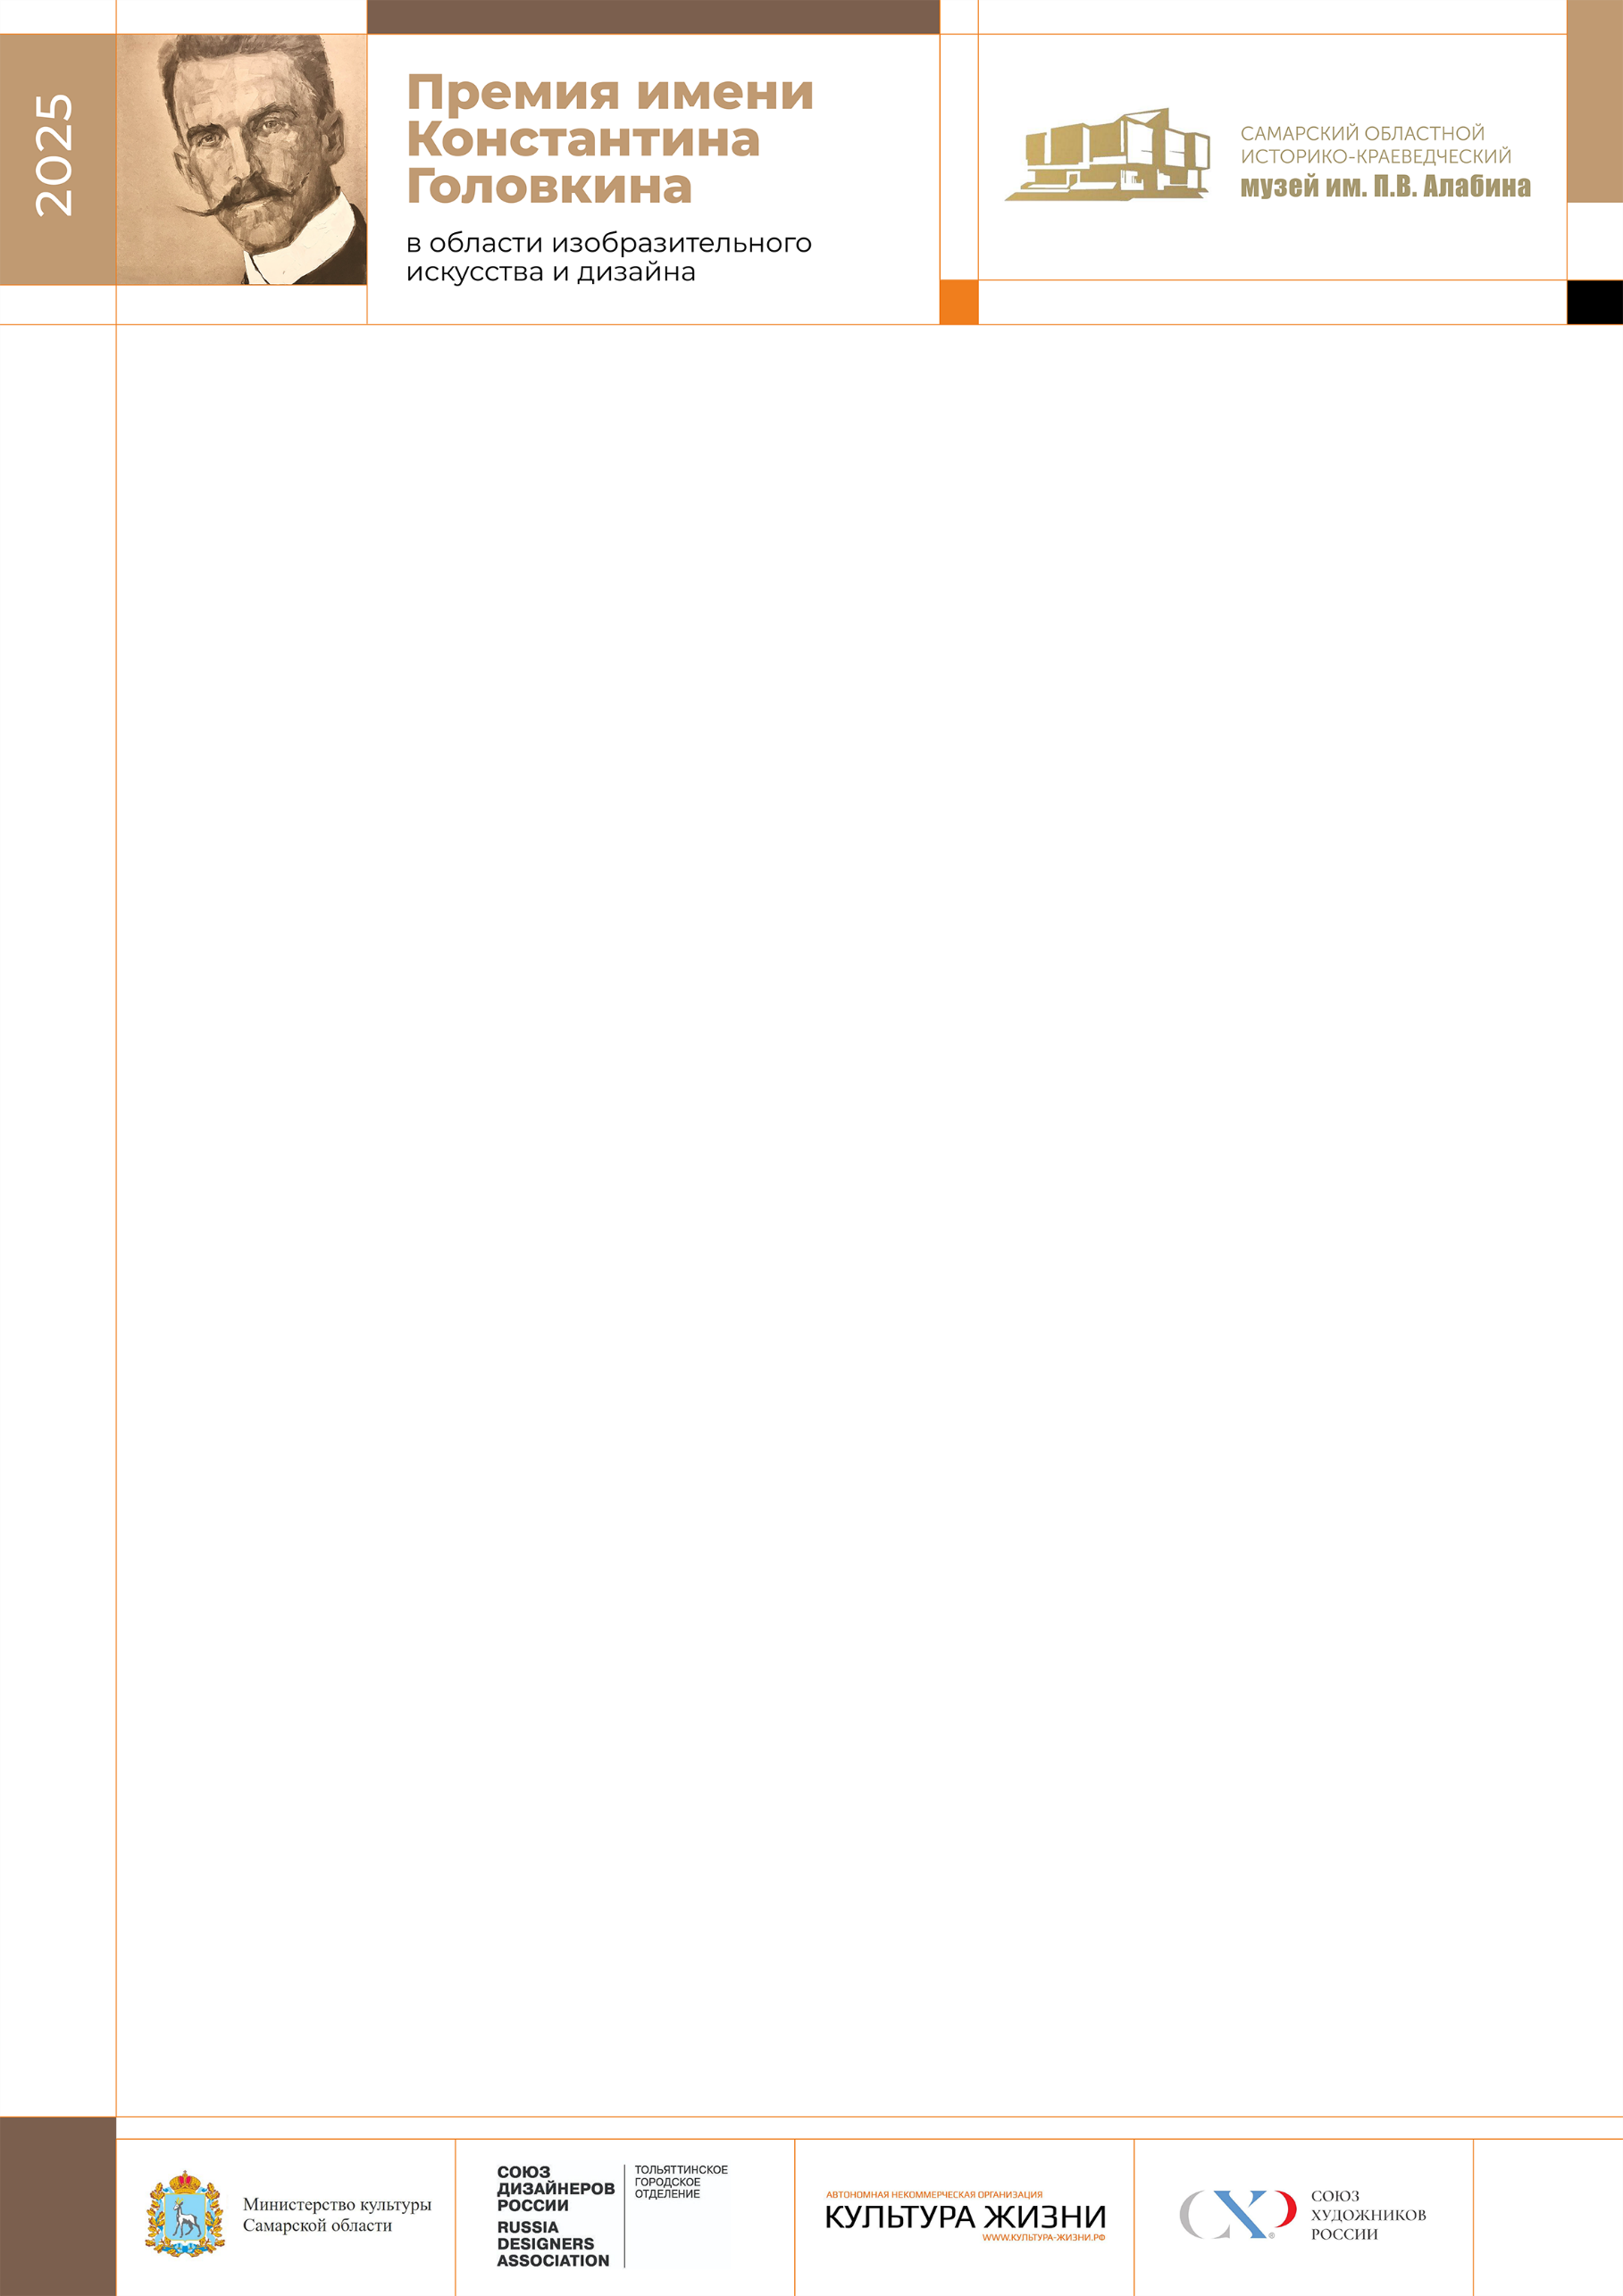 2025
Премия имени
Константина
Головкина
в области изобразительного
искусства и дизайна
САМАРСКИЙ ОБЛАСТНОЙ
ИСТОРИКО-КРАЕВЕДЧЕСКИЙ
музей им. П.В. Алабина
Министерство культуры
Самарской области
СОЮЗ
ДИЗАЙНЕРОВ
РОССИИ
RUSSIA
DESIGNERS
ASSOCIATION
ТОЛЬЯТТИНСКОЕ
ГОРОДСКОЕ
ОТДЕЛЕНИЕ
АВТОНОМНАЯ НЕКОММЕРЧЕСКАЯ ОРГАНИЗАЦИЯ
КУЛЬТУРА ЖИЗНИ
WWW.КУЛЬТУРА-ЖИЗНИ.РФ
СХ
СОЮЗ
ХУДОЖНИКОВ
РОССИИ